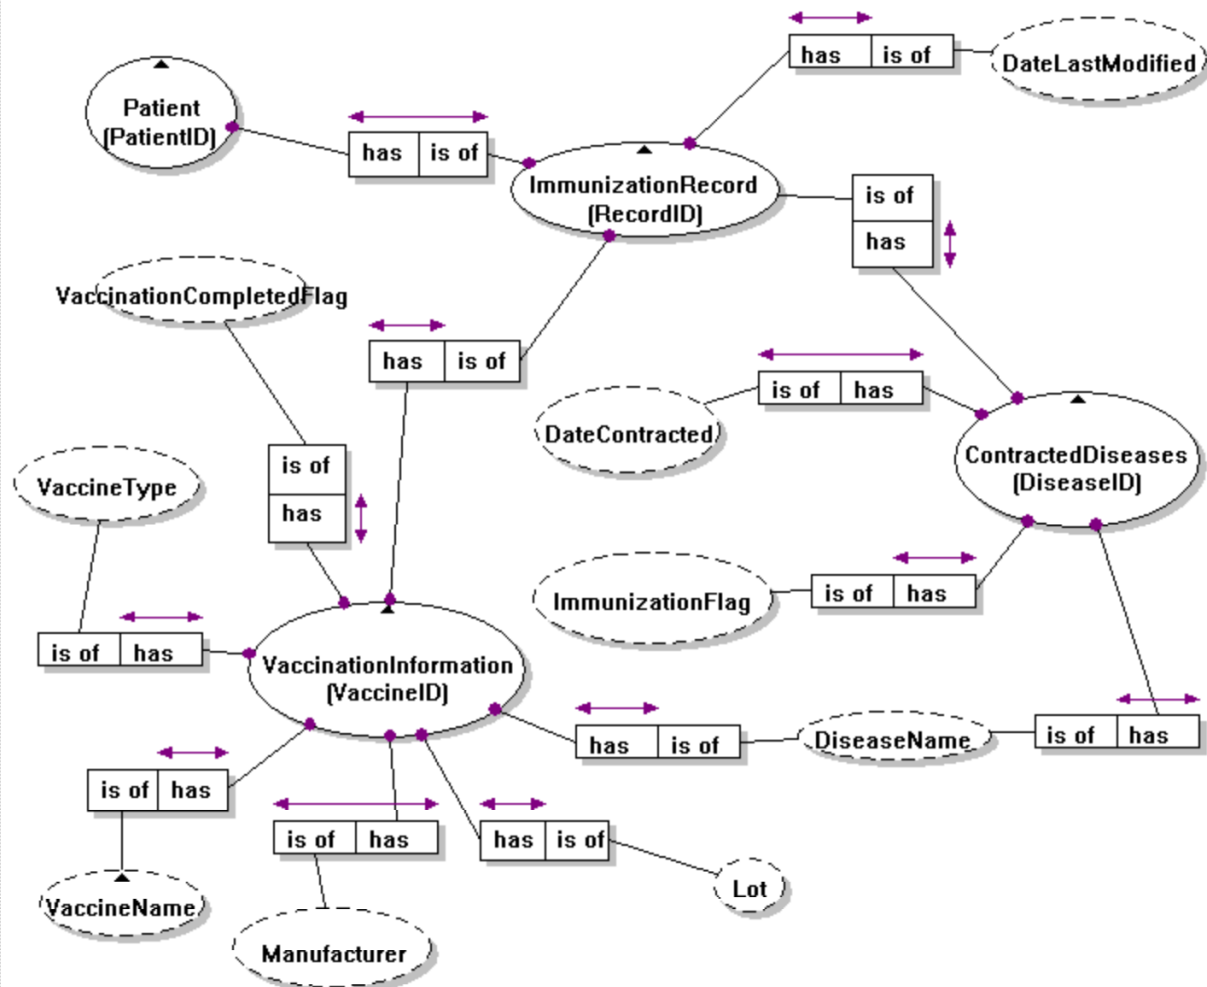 has is of
DateLastModified
Patient
(PatientID)
has is of
ImmunizationRecord
(RecordID)
is of
has
VaccinationCompletedFlag
has is of
is of has
DateContracted
ContractedDiseases
(DiseaseID)
is of
has
VaccineType
is of has
ImmunizationFlag
is of has
VaccinationInformation
(VaccineID)
has is of
DiseaseName
is of has
is of has
VaccineName
is of has
Manufacturer
has is of
Lot